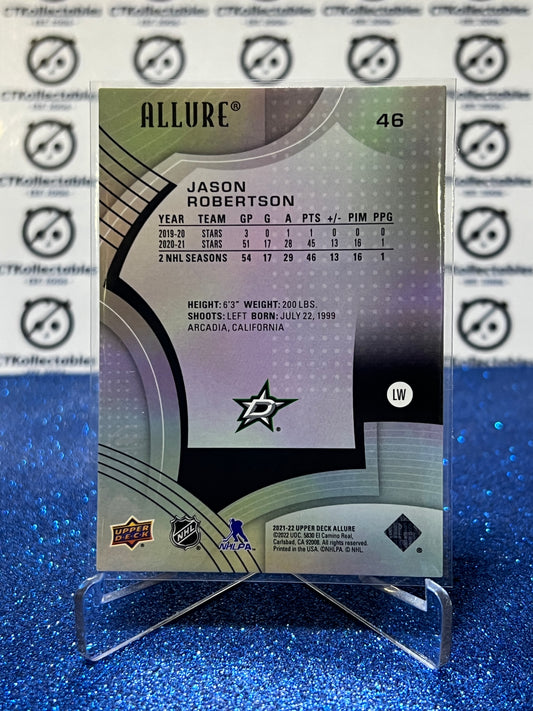 CTKollectables
CTKollectables
CTKollectables
CTKollectables
ALLURE®
46
JASON
ROBERTSON
YEAR TEAM GP G A PTS +/- PIM PPG
2019-20 STARS 3 0 1 1 0 0 0
2020-21 STARS 51 17 28 45 13 16 1
2 NHL SEASONS 54 17 29 46 13 16 1
HEIGHT: 6'3" WEIGHT: 200 LBS.
SHOOTS: LEFT BORN: JULY 22, 1999
ARCADIA, CALIFORNIA
D
®
LW
UPPER
DECK
®
NHL
®
NHLPA
2021-22 UPPER DECK ALLURE
©2022 UDC. 5830 El Camino Real,
Carlsbad, CA 92008. All rights reserved.
Printed in the USA. ©NHLPA. © NHL.
®